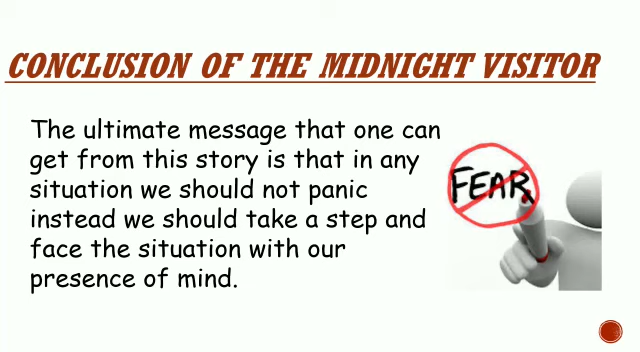 CONCLUSION OF THE MIDNIGHT VISITOR
The ultimate message that one can
get from this story is that in any
situation we should not panic
instead we should take a step and
face the situation with our
presence of mind.
FEAR